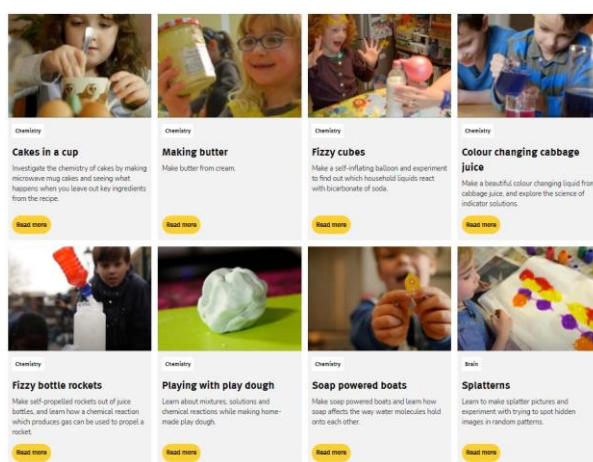 Chemistry
Cakes in a cup
Investigate the chemistry of cakes by making
microwave mug cakes and seeing what
happens when you leave out key ingredients
from the recipe.
Read more
Chemistry
Making butter
Make butter from cream.
Read more
Chemistry
Fizzy cubes
Make a self-inflating balloon and experiment
to find out which household liquids react
with bicarbonate of soda.
Read more
Chemistry
Colour changing cabbage
juice
Make a beautiful colour changing liquid from
cabbage juice, and explore the science of
indicator solutions.
Read more
Chemistry
Fizzy bottle rockets
Make self-propelled rockets out of juice
bottles, and learn how a chemical reaction
which produces gas can be used to propel a
rocket.
Read more
Chemistry
Playing with play dough
Learn about mixtures, solutions and
chemical reactions while making home-
made play dough.
Read more
Chemistry
Soap powered boats
Make soap powered boats and learn how
soap affects the way water molecules hold
onto each other.
Read more
Brain
Splatterns
Learn to make splatter pictures and
experiment with trying to spot hidden
images in random patterns.
Read more